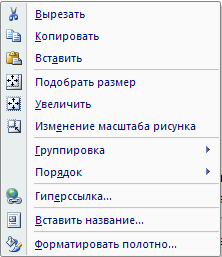 Вырезать
Копировать
Вставить
Подобрать размер
Увеличить
Изменение масштаба рисунка
Группировка
Порядок
Гиперссылка...
Вставить название...
Форматировать полотно...